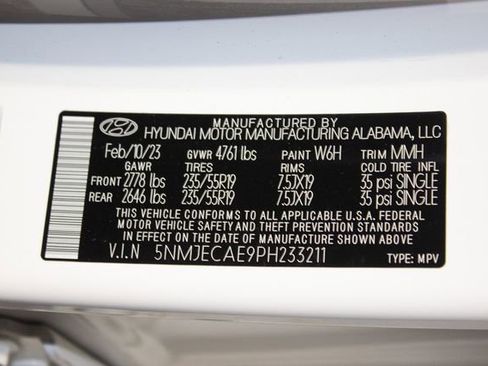 MANUFACTURED BY
HYUNDAI MOTOR MANUFACTURING ALABAMA, LLC
Feb/10/23 GVWR 4761 lbs PAINT W6H TRIM MMH
GAWR TIRES RIMS COLD TIRE INFL
FRONT 2778 lbs 235/55R19 7.5JX19 35 psi SINGLE
REAR 2646 lbs 235/55R19 7.5JX19 35 psi SINGLE
THIS VEHICLE CONFORMS TO ALL APPLICABLE U.S.A. FEDERAL
MOTOR VEHICLE SAFETY AND THEFT PREVENTION STANDARDS
IN EFFECT ON THE DATE OF MANUFACTURE SHOWN ABOVE.
V.I.N 5NMJECAE9PH233211 TYPE: MPV